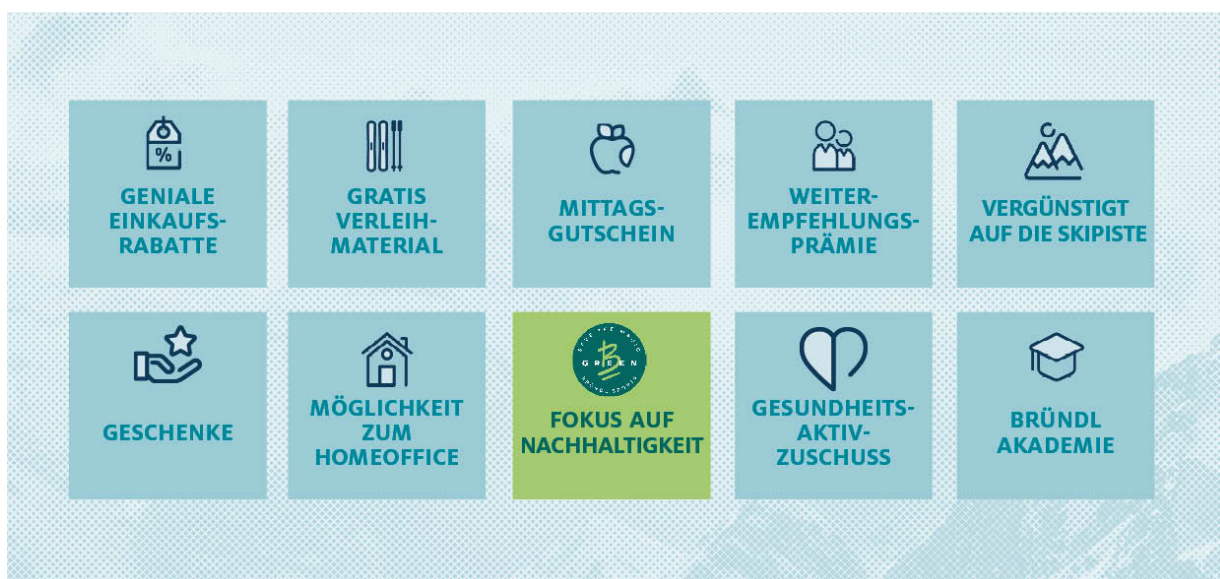 %
GENIALE
EINKAUFS-
RABATTE
GRATIS
VERLEIH-
MATERIAL
MITTAGS-
GUTSCHEIN
WEITER-
EMPFEHLUNGS-
PRÄMIE
VERGÜNSTIGT
AUF DIE SKIPISTE
GESCHENKE
MÖGLICHKEIT
ZUM
HOMEOFFICE
GREEN
FOKUS AUF
NACHHALTIGKEIT
GESUNDHEITS-
AKTIV-
ZUSCHUSS
BRÜNDL
AKADEMIE